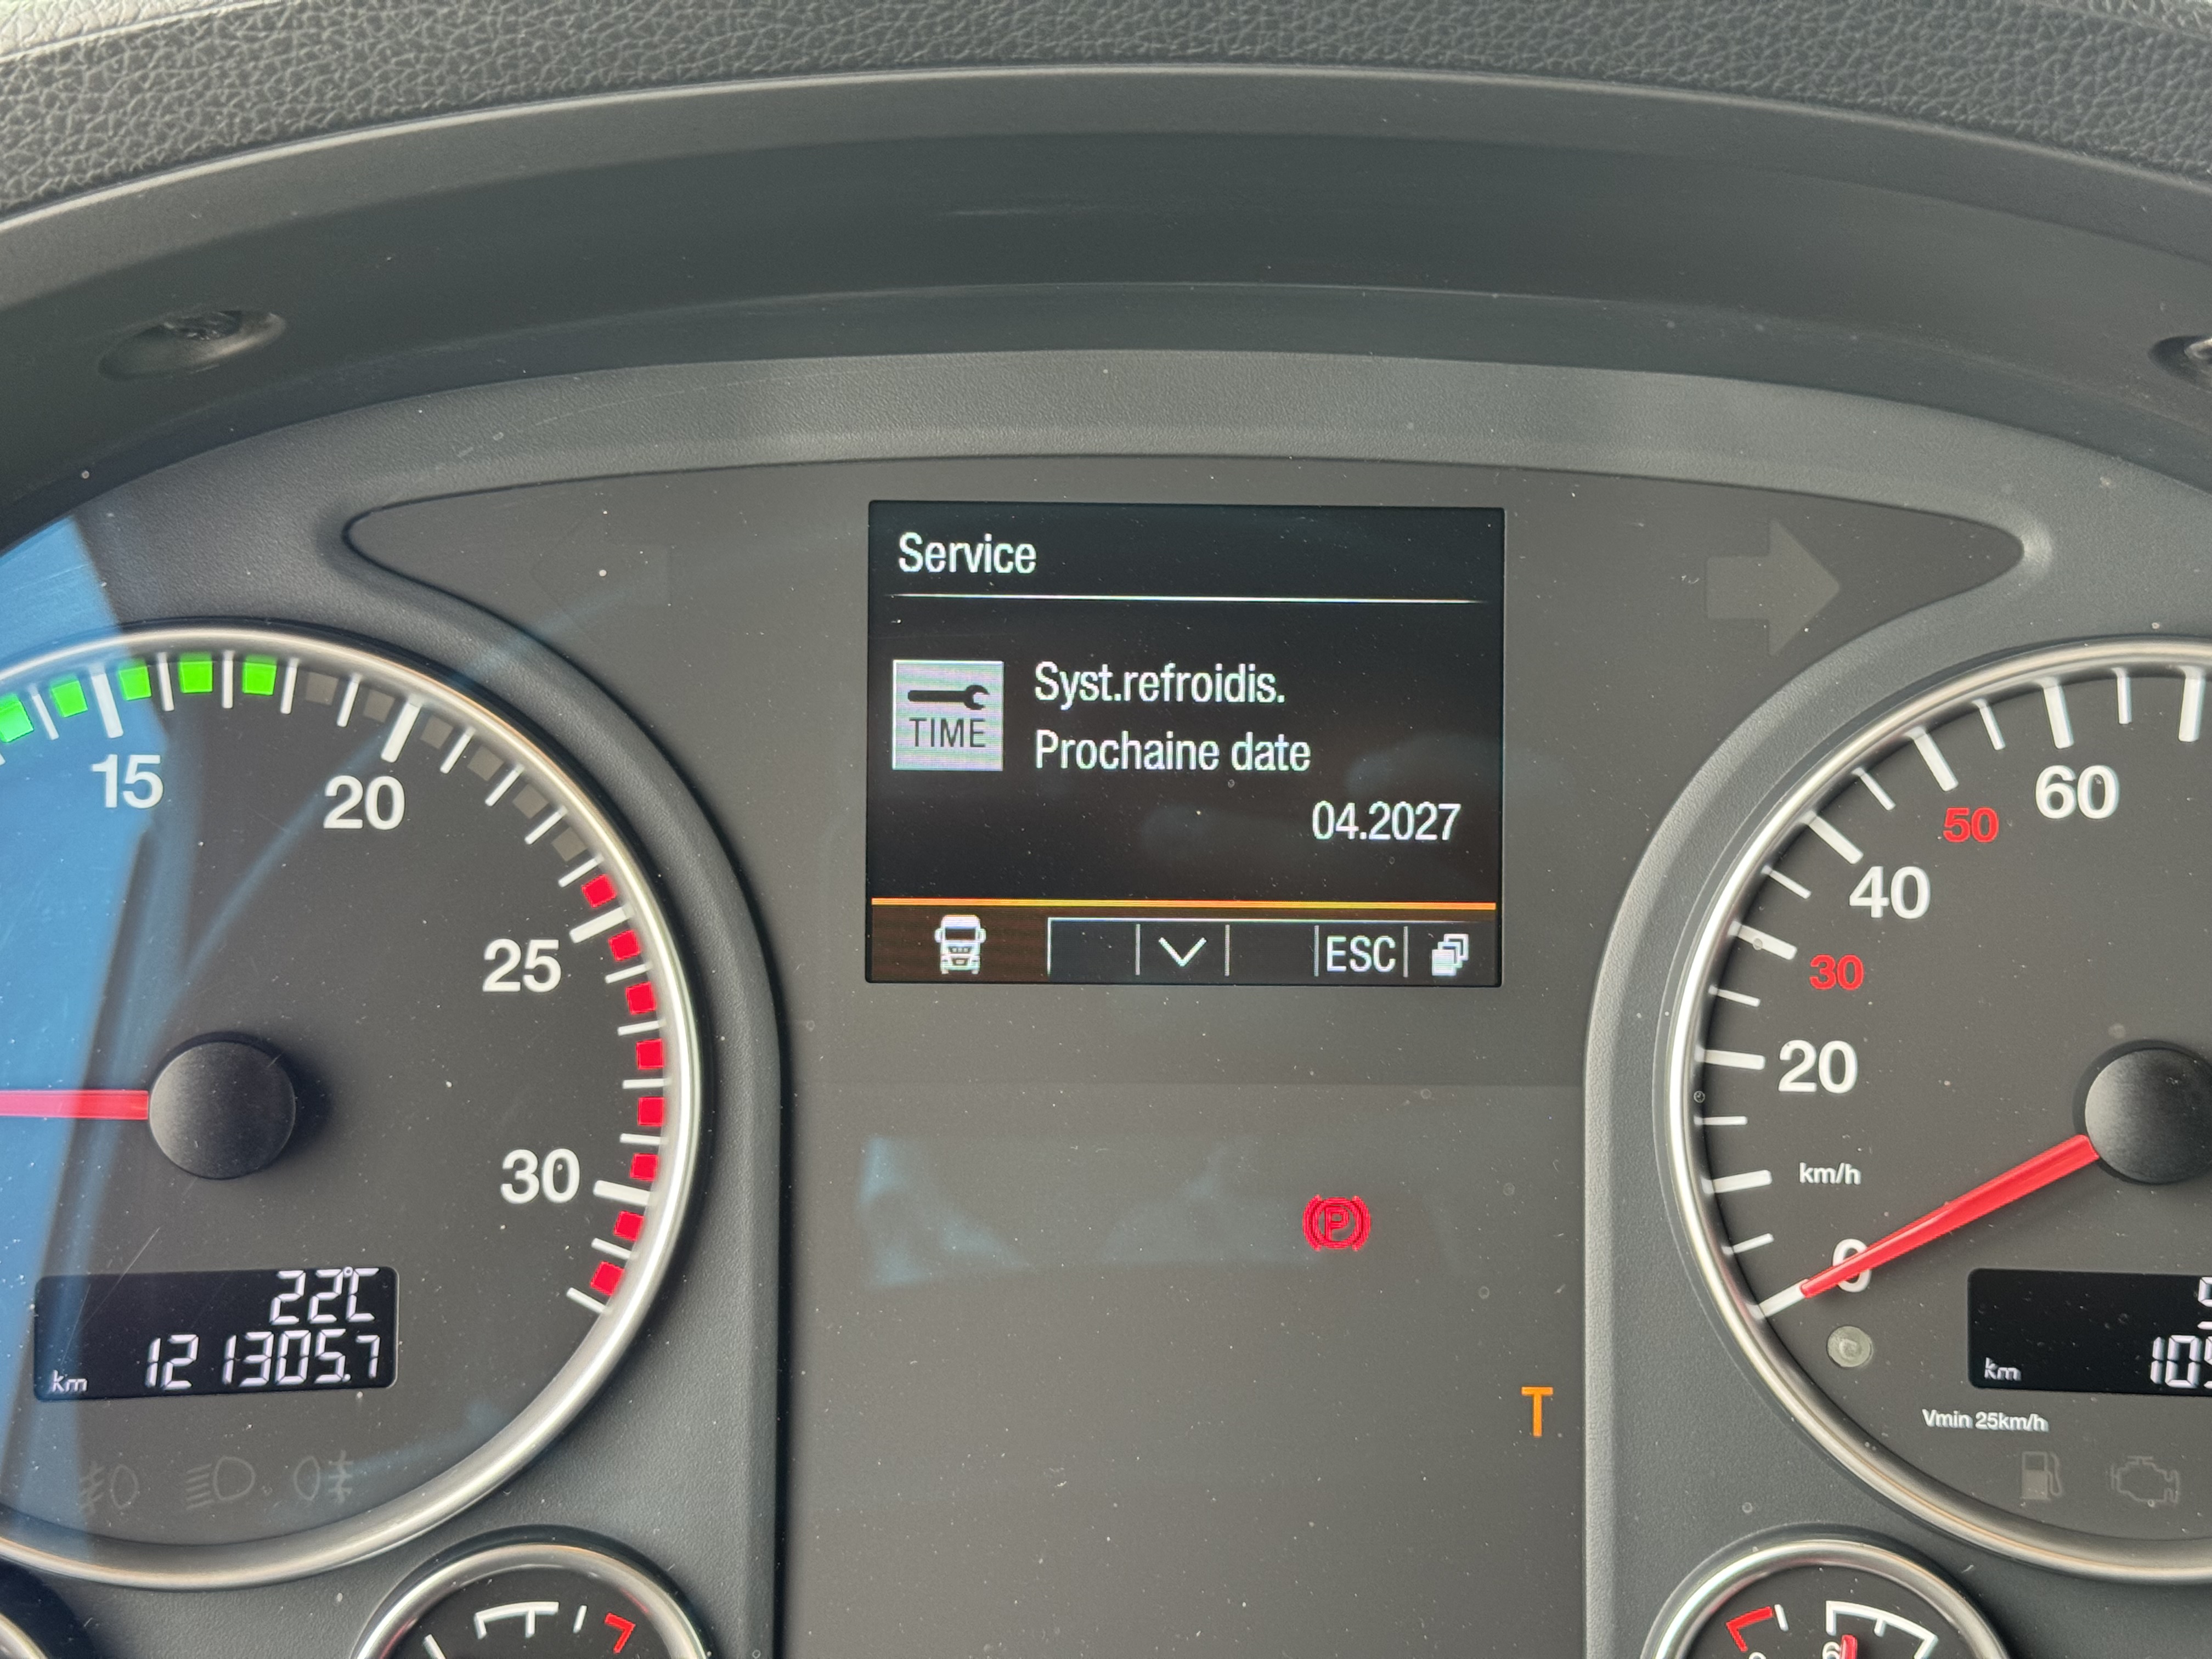 Service
TIME
Syst.refroidis.
Prochaine date
04.2027
ESC
15
20
25
30
22°C
km 121305.7
P
T
60
50
40
30
20
km/h
0
km
Vmin 25km/h